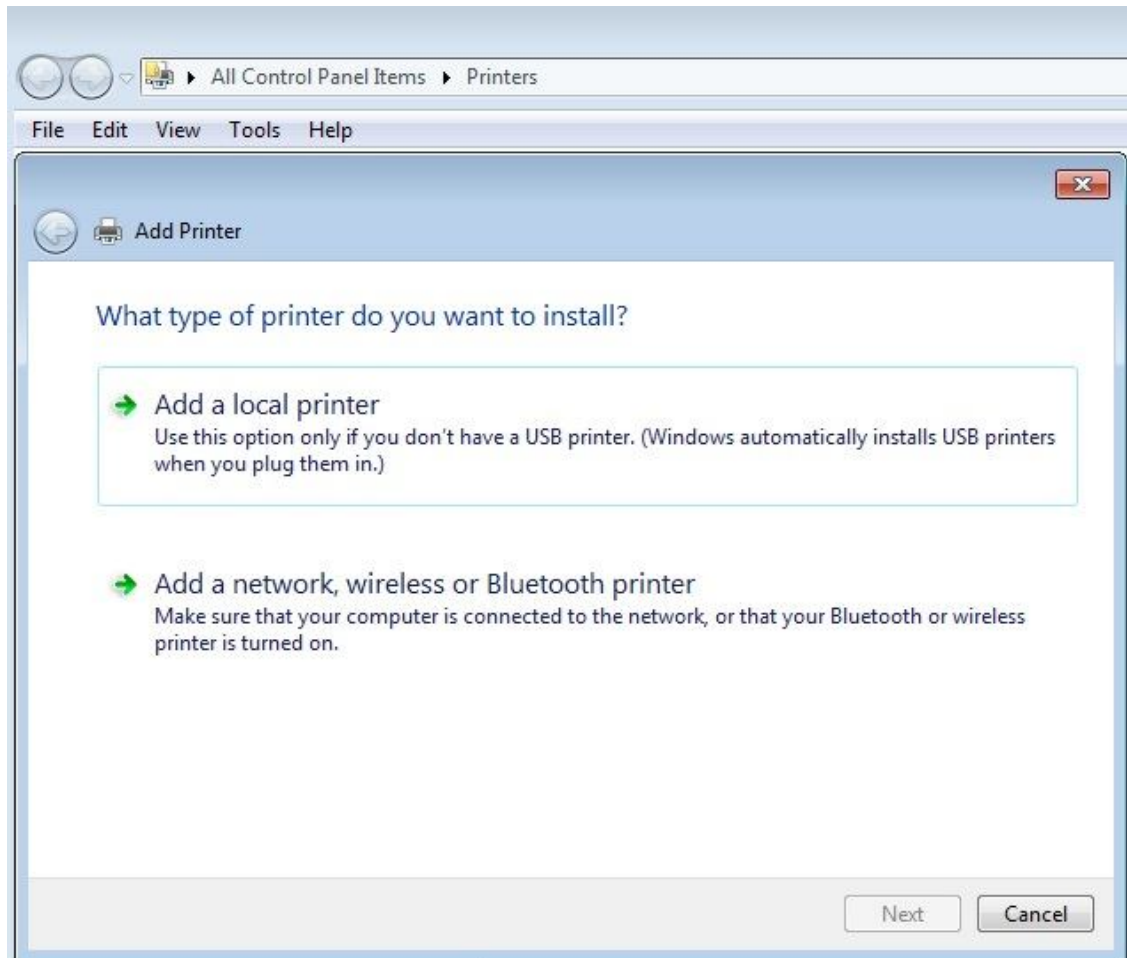 All Control Panel Items Printers
File Edit View Tools Help
Add Printer
What type of printer do you want to install?
Add a local printer
Use this option only if you don't have a USB printer. (Windows automatically installs USB printers
when you plug them in.)
Add a network, wireless or Bluetooth printer
Make sure that your computer is connected to the network, or that your Bluetooth or wireless
printer is turned on.
Next Cancel